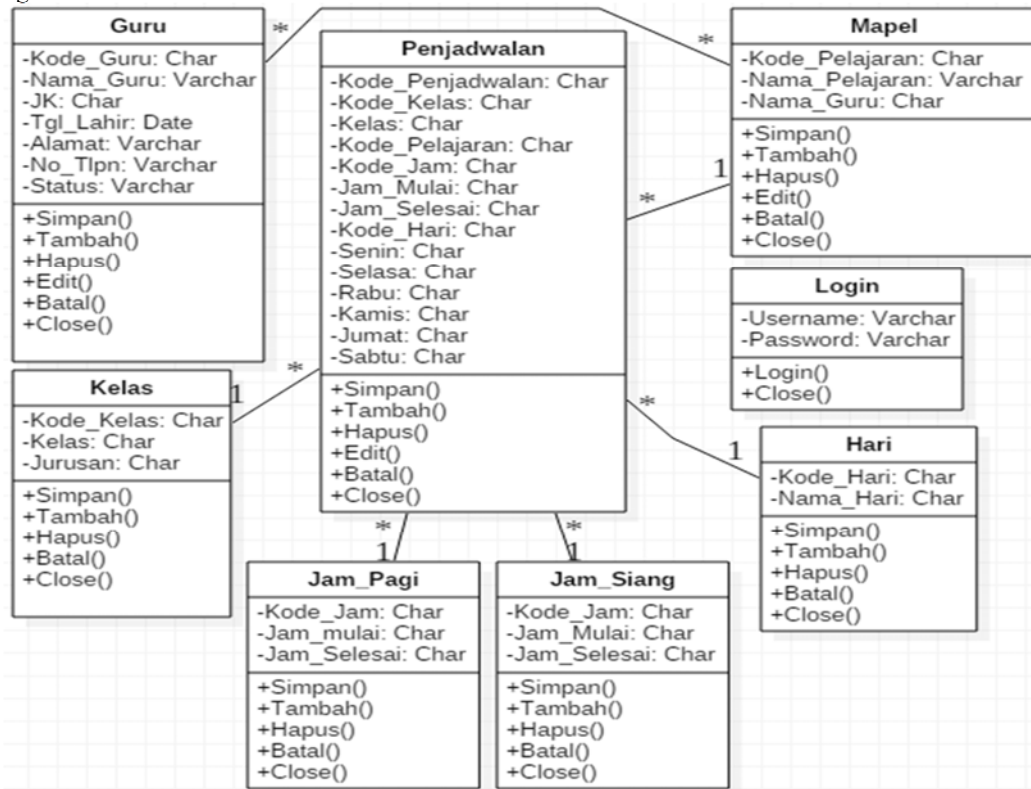 Guru
-Kode_Guru: Char
-Nama_Guru: Varchar
-JK: Char
-Tgl_Lahir: Date
-Alamat: Varchar
-No_Tlpn: Varchar
-Status: Varchar
+Simpan()
+Tambah()
+Hapus()
+Edit()
+Batal()
+Close()
*
*
Penjadwalan
-Kode_Penjadwalan: Char
-Kode_Kelas: Char
-Kelas: Char
-Kode_Pelajaran: Char
-Kode_Jam: Char
-Jam_Mulai: Char
-Jam_Selesai: Char
-Kode_Hari: Char
-Senin: Char
-Selasa: Char
-Rabu: Char
-Kamis: Char
-Jumat: Char
-Sabtu: Char
+Simpan()
+Tambah()
+Hapus()
+Edit()
+Batal()
+Close()
Mapel
-Kode_Pelajaran: Char
-Nama_Pelajaran: Varchar
-Nama_Guru: Char
+Simpan()
+Tambah()
+Hapus()
+Edit()
+Batal()
+Close()
1
*
Login
-Username: Varchar
-Password: Varchar
+Login()
+Close()
Kelas
-Kode_Kelas: Char
-Kelas: Char
-Jurusan: Char
+Simpan()
+Tambah()
+Hapus()
+Batal()
+Close()
1
*
*
1
Hari
-Kode_Hari: Char
-Nama_Hari: Char
+Simpan()
+Tambah()
+Hapus()
+Batal()
+Close()
*
1
Jam_Pagi
-Kode_Jam: Char
-Jam_mulai: Char
-Jam_Selesai: Char
+Simpan()
+Tambah()
+Hapus()
+Batal()
+Close()
*
1
Jam_Siang
-Kode_Jam: Char
-Jam_Mulai: Char
-Jam_Selesai: Char
+Simpan()
+Tambah()
+Hapus()
+Batal()
+Close()